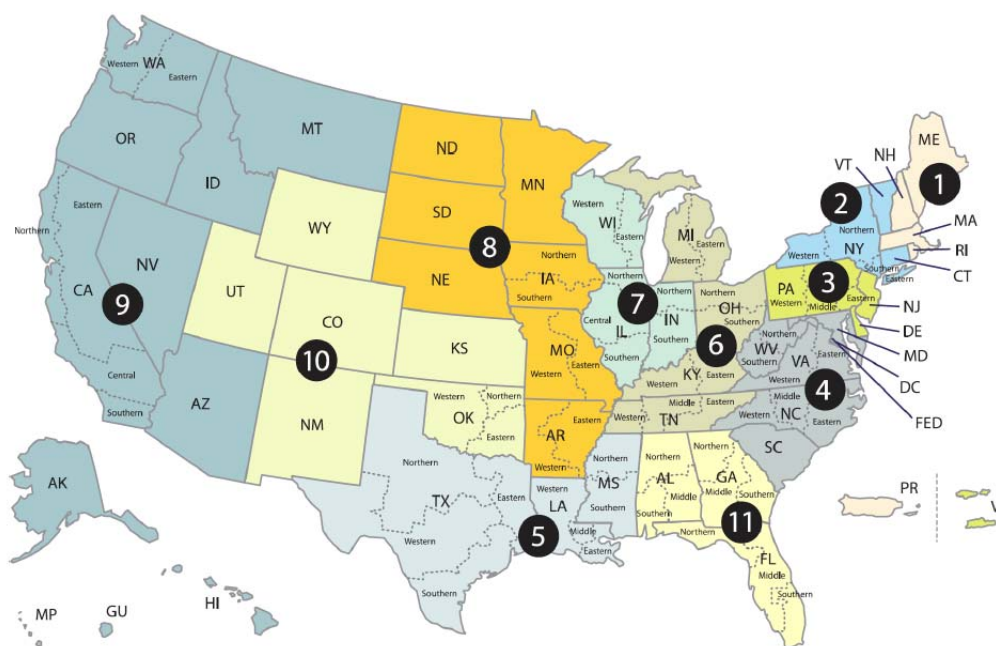 WA
Western
Eastern
OR
MT
ID
ND
MN
SD
8
WY
NE
IA
Northern
Southern
Northern
Eastern
CA
9
NV
Central
Southern
UT
CO
10
KS
AZ
NM
OK
Western
Northern
Eastern
MO
Western
Eastern
AR
Eastern
Western
Western
WI
Eastern
7
Northern
Central
IL
Southern
Northern
IN
Southern
MI
Western
Eastern
Northern
OH
Southern
6
KY
Western
Eastern
Western
Middle
TN
Eastern
VT
NH
ME
1
2
MA
RI
CT
Northern
Western
NY
Southern
Eastern
PA
3
Western
Middle
Eastern
NJ
DE
MD
DC
FED
Northern
WV
Southern
VA
Eastern
Western
4
Western
Middle
NC
Eastern
SC
Northern
TX
Eastern
Western
Southern
5
Western
LA
Middle
Eastern
Northern
MS
Southern
Northern
AL
Middle
Southern
Northern
GA
Middle
Southern
11
Northern
FL
Middle
Southern
PR
AK
HI
GU
MP